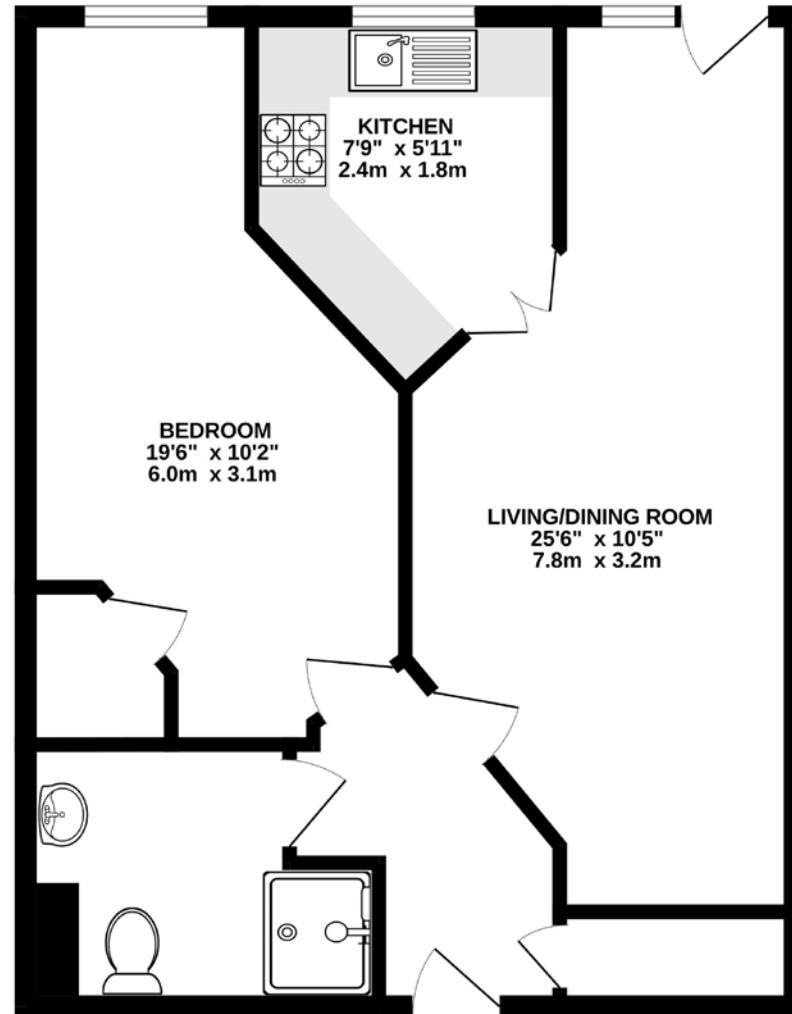 KITCHEN
7'9" x 5'11"
2.4m x 1.8m
BEDROOM
19'6" x 10'2"
6.0m x 3.1m
LIVING/DINING ROOM
25'6" x 10'5"
7.8m x 3.2m